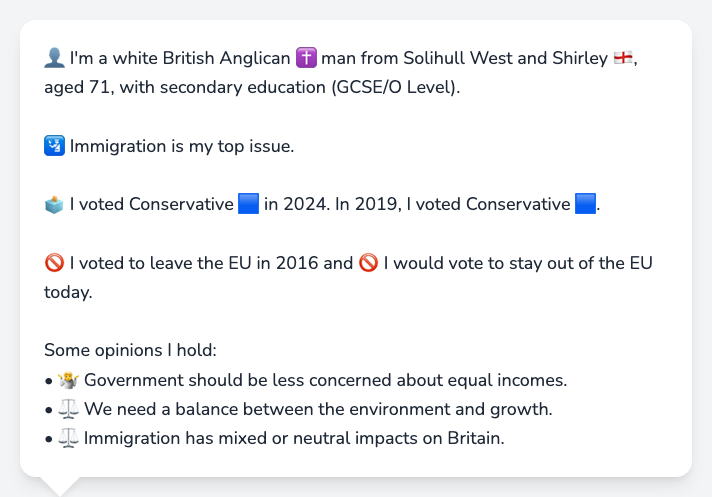 👤 I'm a white British Anglican ✝️ man from Solihull West and Shirley 🏴󠁧󠁢󠁥󠁮󠁧󠁿,
aged 71, with secondary education (GCSE/O Level).
🛂 Immigration is my top issue.
🗳️ I voted Conservative 🟦 in 2024. In 2019, I voted Conservative 🟦.
🚫 I voted to leave the EU in 2016 and 🚫 I would vote to stay out of the EU
today.
Some opinions I hold:
• 🤷 Government should be less concerned about equal incomes.
• ⚖️ We need a balance between the environment and growth.
• ⚖️ Immigration has mixed or neutral impacts on Britain.